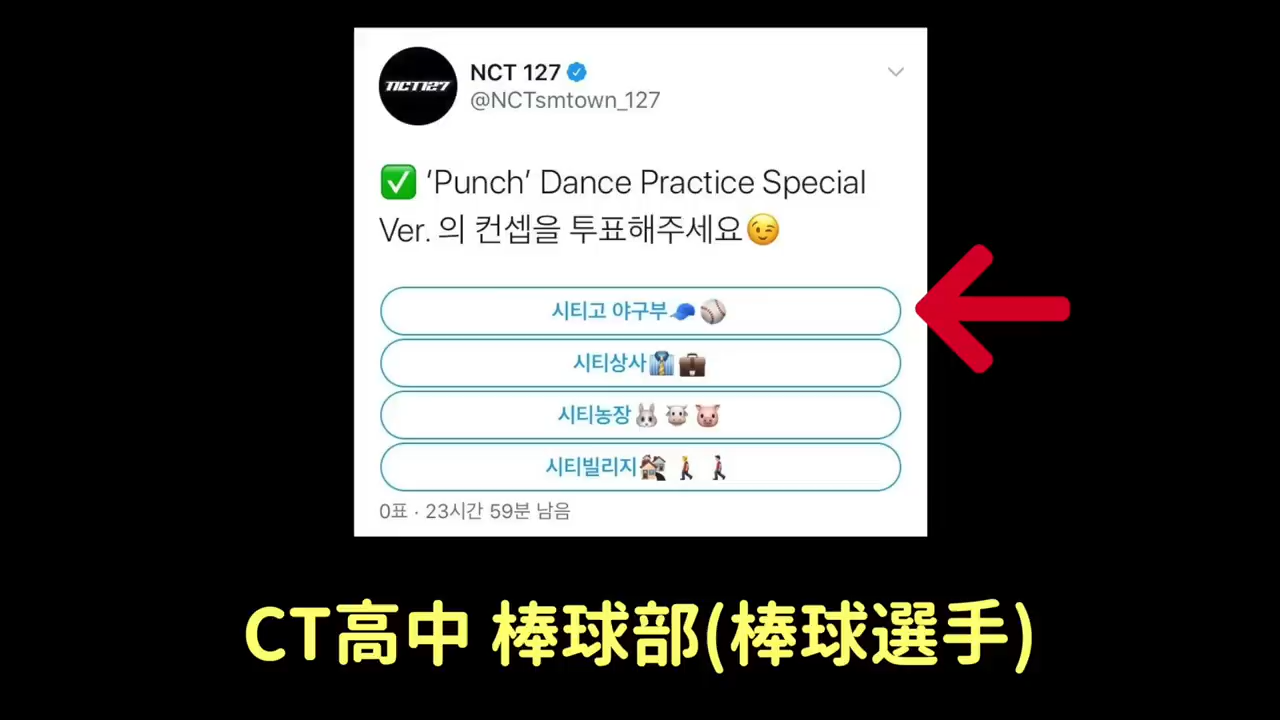 NCT127
NCT 127
@NCTsmtown_127
✅ ‘Punch’ Dance Practice Special
Ver. 의 컨셉을 투표해주세요😉
시티고 야구부🧢⚾
시티상사👔💼
시티농장🐰🐮🐷
시티빌리지🏘🚶🚶
0표 · 23시간 59분 남음
CT高中 棒球部(棒球選手)